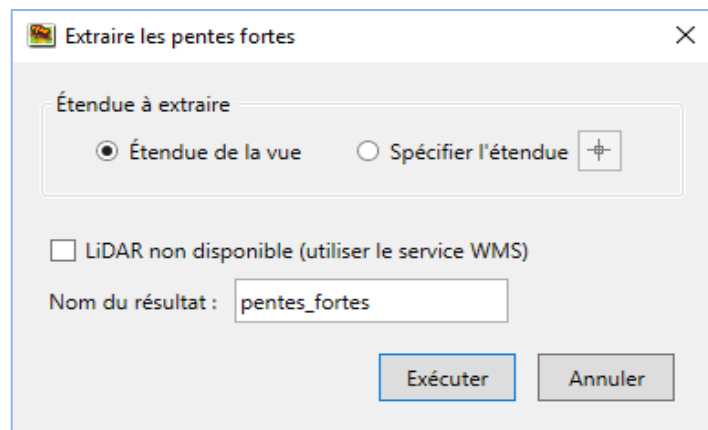 Extraire les pentes fortes
Étendue à extraire
Étendue de la vue Spécifier l'étendue
LiDAR non disponible (utiliser le service WMS)
Nom du résultat : pentes_fortes
Exécuter Annuler